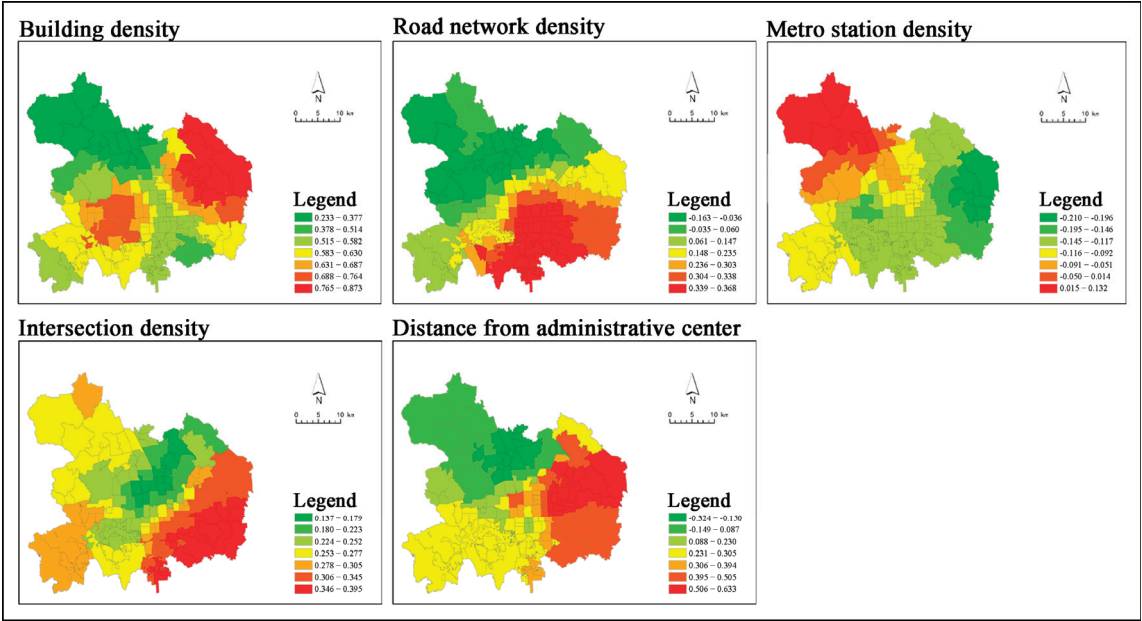 Building density
N
0 5 10 km
Legend
0.233 – 0.377
0.378 – 0.514
0.515 – 0.582
0.583 – 0.630
0.631 – 0.687
0.688 – 0.764
0.765 – 0.873
Road network density
N
0 5 10 km
Legend
-0.163 – -0.036
-0.035 – 0.060
0.061 – 0.147
0.148 – 0.235
0.236 – 0.303
0.304 – 0.338
0.339 – 0.368
Metro station density
N
0 5 10 km
Legend
-0.210 – -0.196
-0.195 – -0.146
-0.145 – -0.117
-0.116 – -0.092
-0.091 – -0.051
-0.050 – 0.014
0.015 – 0.132
Intersection density
N
0 5 10 km
Legend
0.137 – 0.179
0.180 – 0.223
0.224 – 0.252
0.253 – 0.277
0.278 – 0.305
0.306 – 0.345
0.346 – 0.395
Distance from administrative center
N
0 5 10 km
Legend
-0.324 – -0.130
-0.149 – 0.087
0.088 – 0.230
0.231 – 0.305
0.306 – 0.394
0.395 – 0.505
0.506 – 0.633